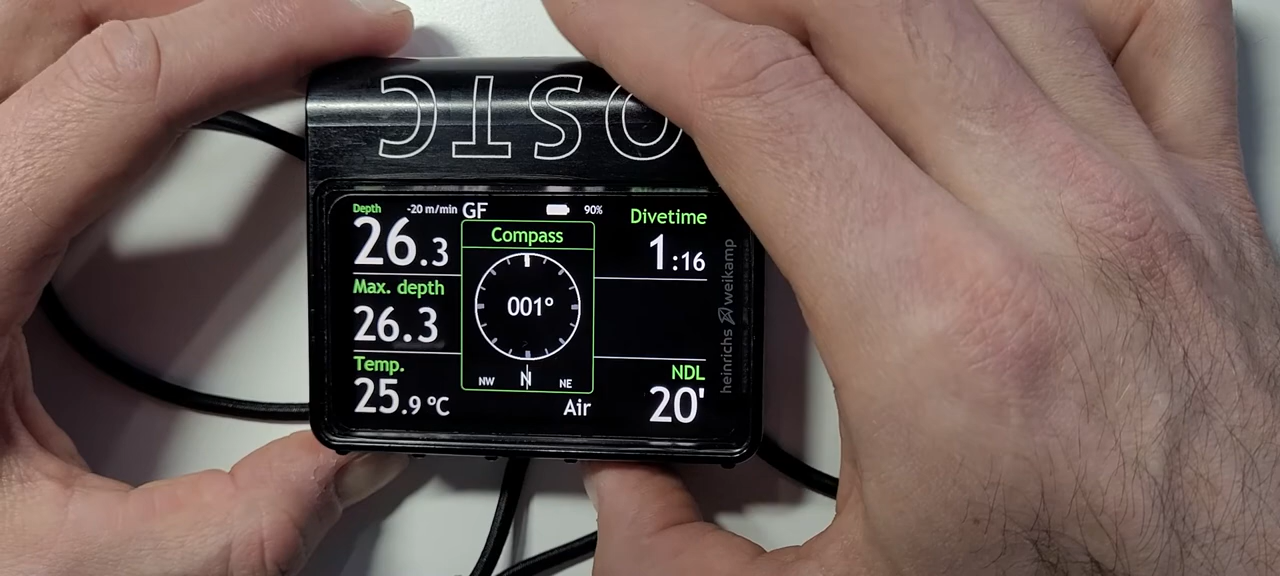 OSTC
Depth -20 m/min GF 90%
26.3
Divetime
1:16
Compass
001°
NW N NE
Max. depth
26.3
Temp.
25.9 ºC
Air
NDL
20'
heinrichs weikamp